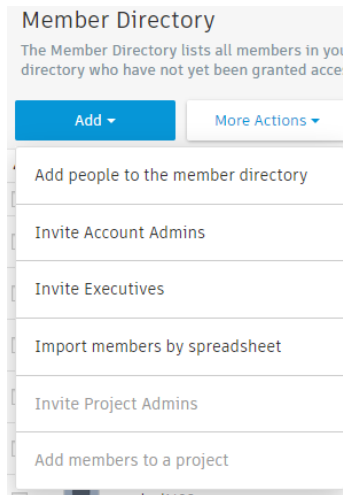 Member Directory
The Member Directory lists all members in you
directory who have not yet been granted acce
Add
More Actions
Add people to the member directory
Invite Account Admins
Invite Executives
Import members by spreadsheet
Invite Project Admins
Add members to a project